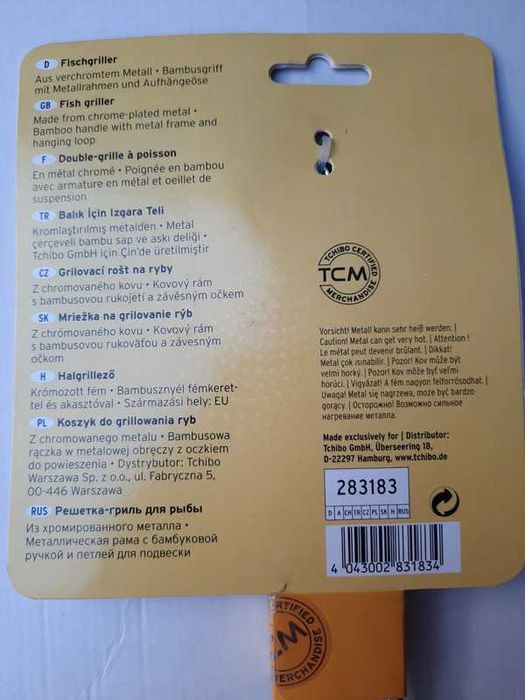 D Fischgriller
Aus verchromtem Metall • Bambusgriff
mit Metallrahmen und Aufhängeöse
GB Fish griller
Made from chrome-plated metal •
Bamboo handle with metal frame and
hanging loop
F Double-grille à poisson
En métal chromé • Poignée en bambou
avec armature en métal et oeillet de
suspension
TR Balık İçin Izgara Teli
Kromlaştırılmış metalden • Metal
çerçeveli bambu sap ve askı deliği •
Tchibo GmbH için Çin'de üretilmiştir
CZ Grilovací rošt na ryby
Z chromovaného kovu • Kovový rám
s bambusovou rukojetí a závěsným očkem
SK Mriežka na grilovanie rýb
Z chrómovaného kovu • Kovový rám
s bambusovou rukoväťou a závesným
očkom
H Halgrillező
Krómozott fém • Bambusznyél fémkeret-
tel és akasztóval • Származási hely: EU
PL Koszyk do grillowania ryb
Z chromowanego metalu • Bambusowa
rączka w metalowej obręczy z oczkiem
do powieszenia • Dystrybutor: Tchibo
Warszawa Sp. z o.o., ul. Fabryczna 5,
00-446 Warszawa
RUS Решетка-гриль для рыбы
Из хромированного металла •
Металлическая рама с бамбуковой
ручкой и петлей для подвески
TCHIBO CERTIFIED
TCM
MERCHANDISE
Vorsicht! Metall kann sehr heiß werden. |
Caution! Metal can get very hot. | Attention !
Le métal peut devenir brûlant. | Dikkat!
Metal çok ısınabilir. | Pozor! Kov může být
velmi horký. | Pozor! Kov môže byť veľmi
horúci. | Vigyázat! A fém nagyon felforrósodhat. |
Uwaga! Metal się nagrzewa, może być bardzo
gorący. | Осторожно! Возможно сильное
нагревание металла.
Made exclusively for | Distributor:
Tchibo GmbH, Überseering 18,
D-22297 Hamburg, www.tchibo.de
283183
D A CH TR CZ PL SK H RUS
4 043002 831834
CERTIFIED
MERCHANDISE